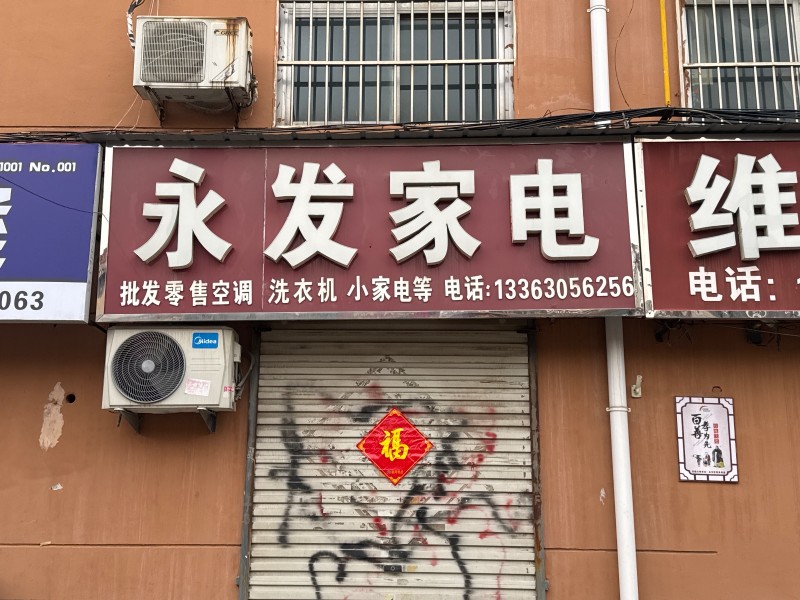 1001 No.001
063
永发家电
批发零售空调 洗衣机 小家电等 电话:13363056256
维
电话:
Midea
福
百善
孝为先